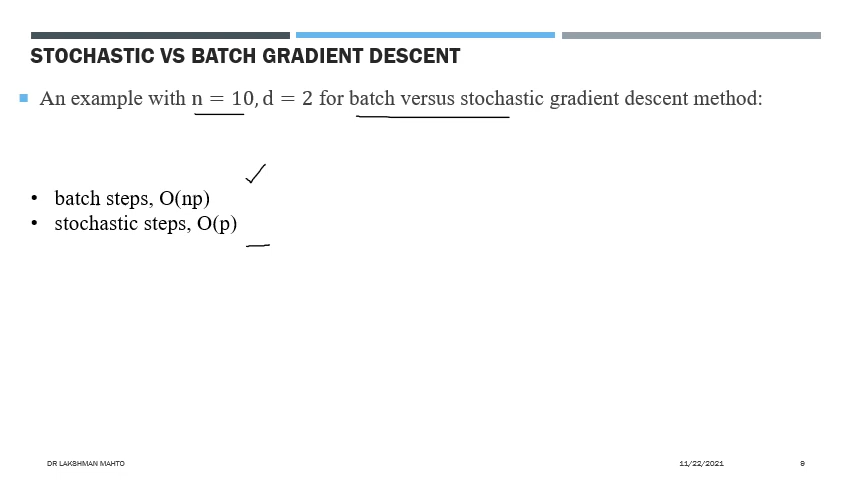 STOCHASTIC VS BATCH GRADIENT DESCENT
An example with n = 10, d = 2 for batch versus stochastic gradient descent method:
• batch steps, O(np)
• stochastic steps, O(p)
DR LAKSHMAN MAHTO
11/22/2021
9